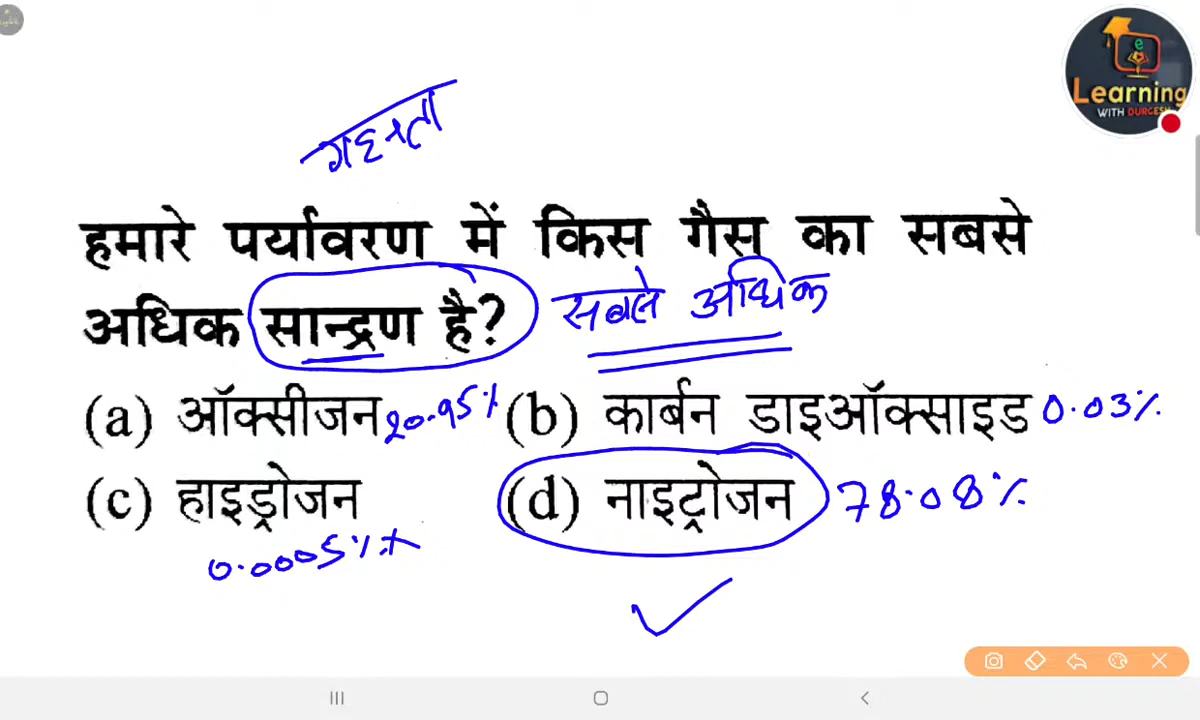 e
Learning
WITH DURGESH
गहनता
हमारे पर्यावरण में किस गैस का सबसे
अधिक सान्द्रण है? सबसे अधिक
(a) ऑक्सीजन 20.95% (b) कार्बन डाइऑक्साइड 0.03%
(c) हाइड्रोजन (d) नाइट्रोजन 78.08%
0.0005%